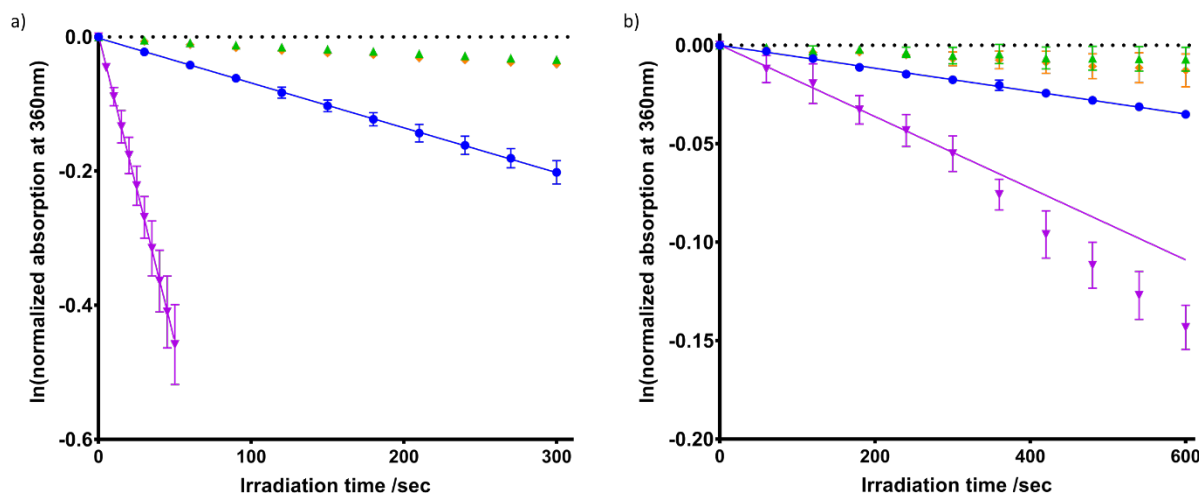 a)
ln(normalized absorption at 360nm)
0.0
-0.2
-0.4
-0.6
0
100
200
300
Irradiation time /sec
b)
ln(normalized absorption at 360nm)
0.00
-0.05
-0.10
-0.15
-0.20
0
200
400
600
Irradiation time /sec